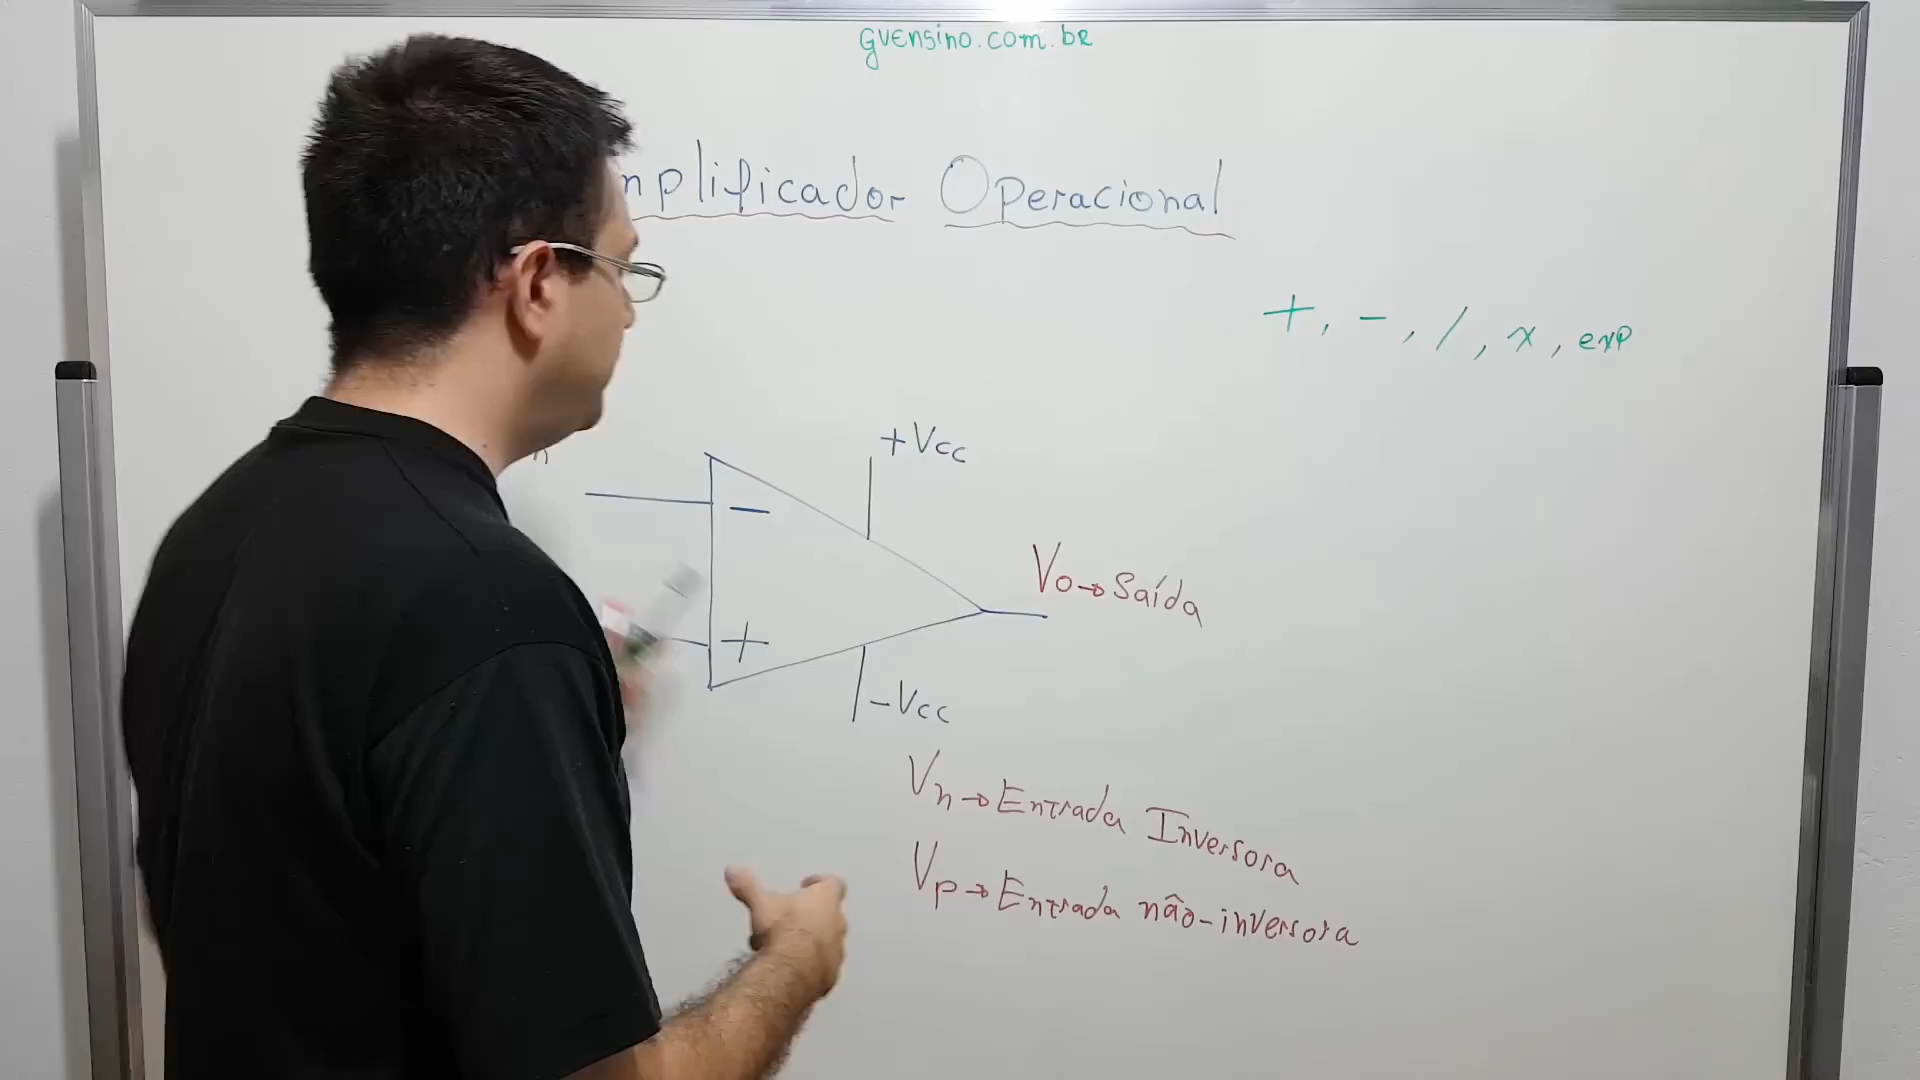 gvensino.com.br
mplificador Operacional
+, -, /, x, exp
+Vcc
n
-
Vo→Saída
+
-Vcc
Vn→Entrada Inversora
Vp→Entrada não-inversora